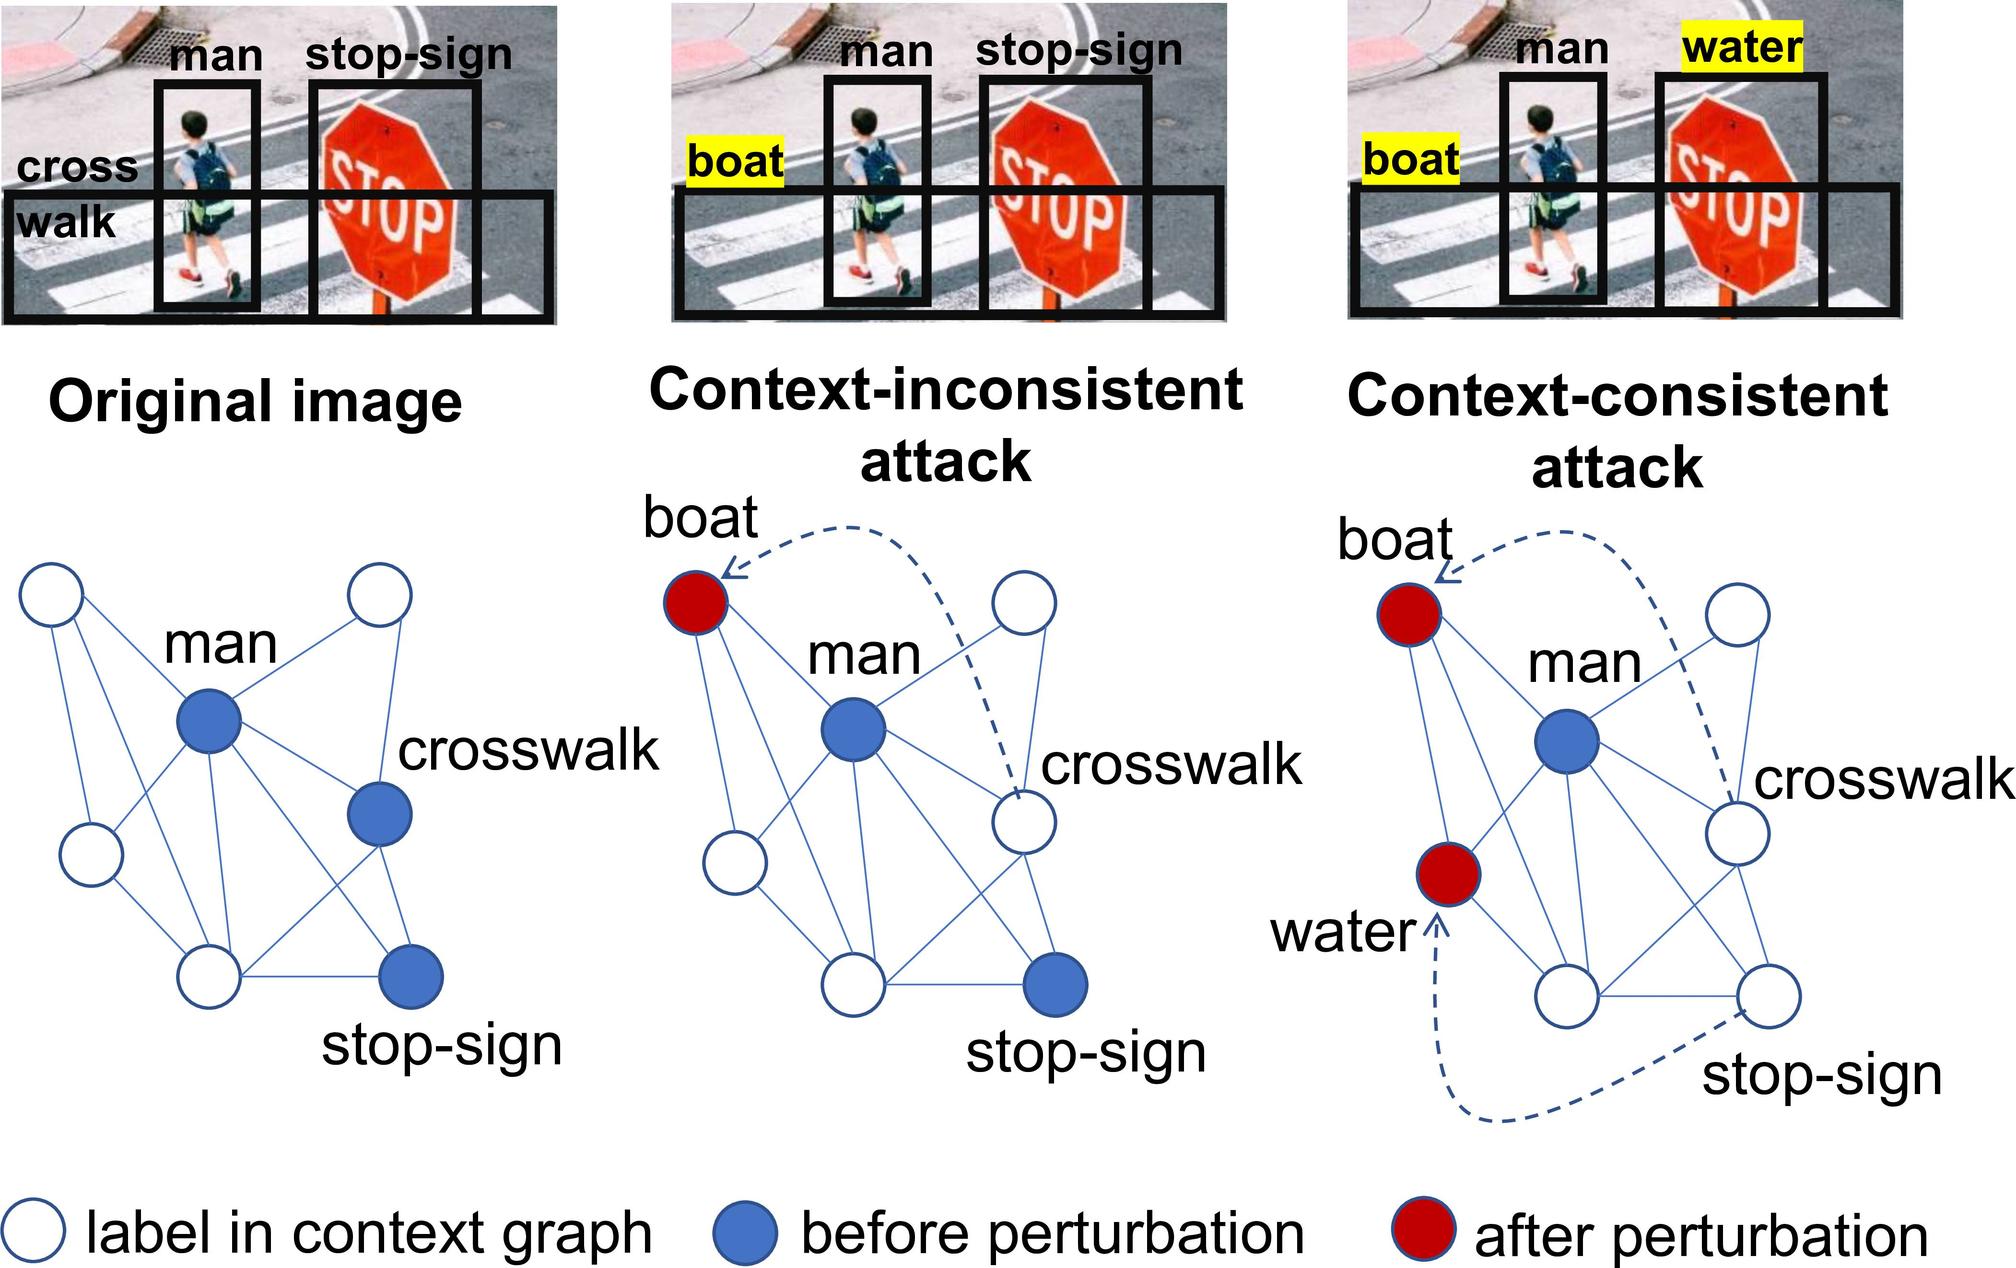 man stop-sign
cross
walk
STOP
man stop-sign
boat
STOP
man water
boat
STOP
Original image
Context-inconsistent
attack
Context-consistent
attack
man
crosswalk
stop-sign
boat
man
crosswalk
stop-sign
boat
man
crosswalk
water
stop-sign
label in context graph
before perturbation
after perturbation